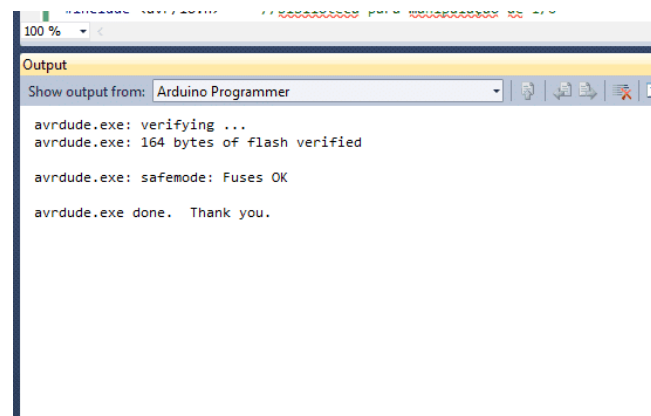 100 %
Output
Show output from: Arduino Programmer
avrdude.exe: verifying ...
avrdude.exe: 164 bytes of flash verified
avrdude.exe: safemode: Fuses OK
avrdude.exe done.  Thank you.